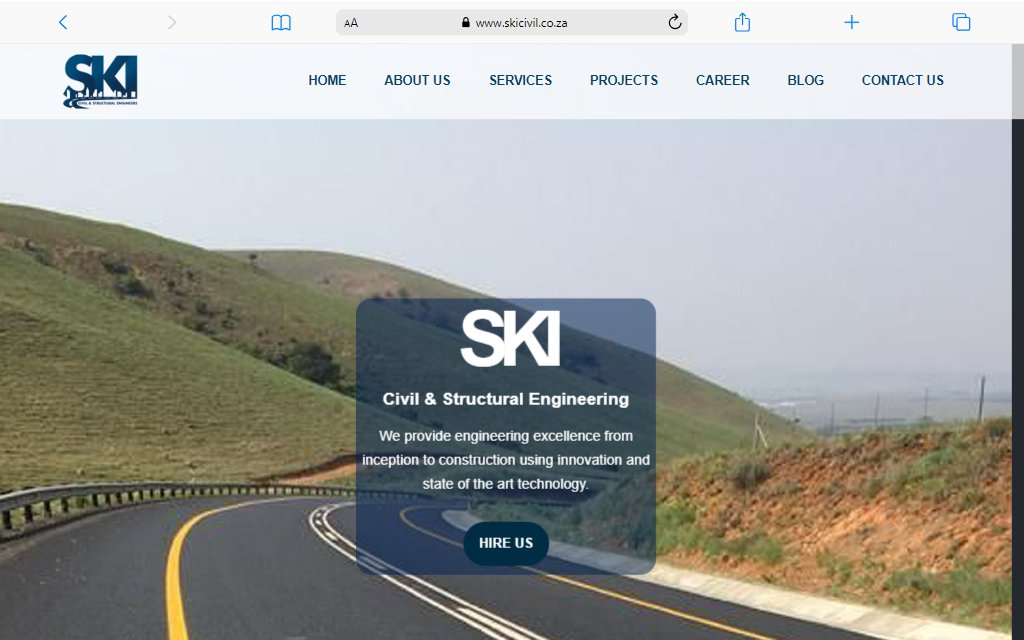 AA
www.skicivil.co.za
SKI
CIVIL & STRUCTURAL ENGINEERS
HOME ABOUT US SERVICES PROJECTS CAREER BLOG CONTACT US
SKI
Civil & Structural Engineering
We provide engineering excellence from
inception to construction using innovation and
state of the art technology.
HIRE US